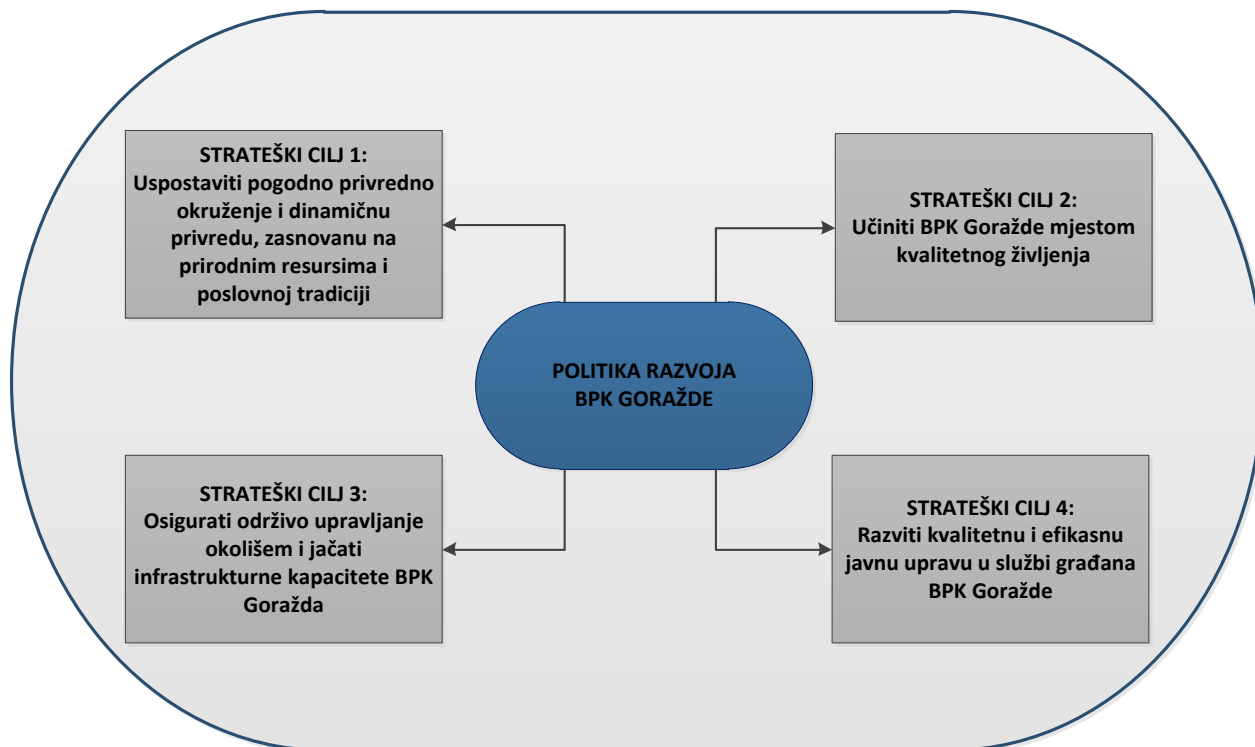 STRATEŠKI CILJ 1:
Uspostaviti pogodno privredno
okruženje i dinamičnu
privredu, zasnovanu na
prirodnim resursima i
poslovnoj tradiciji
STRATEŠKI CILJ 2:
Učiniti BPK Goražde mjestom
kvalitetnog življenja
POLITIKA RAZVOJA
BPK GORAŽDE
STRATEŠKI CILJ 3:
Osigurati održivo upravljanje
okolišem i jačati
infrastrukturne kapacitete BPK
Goražda
STRATEŠKI CILJ 4:
Razviti kvalitetnu i efikasnu
javnu upravu u službi građana
BPK Goražde